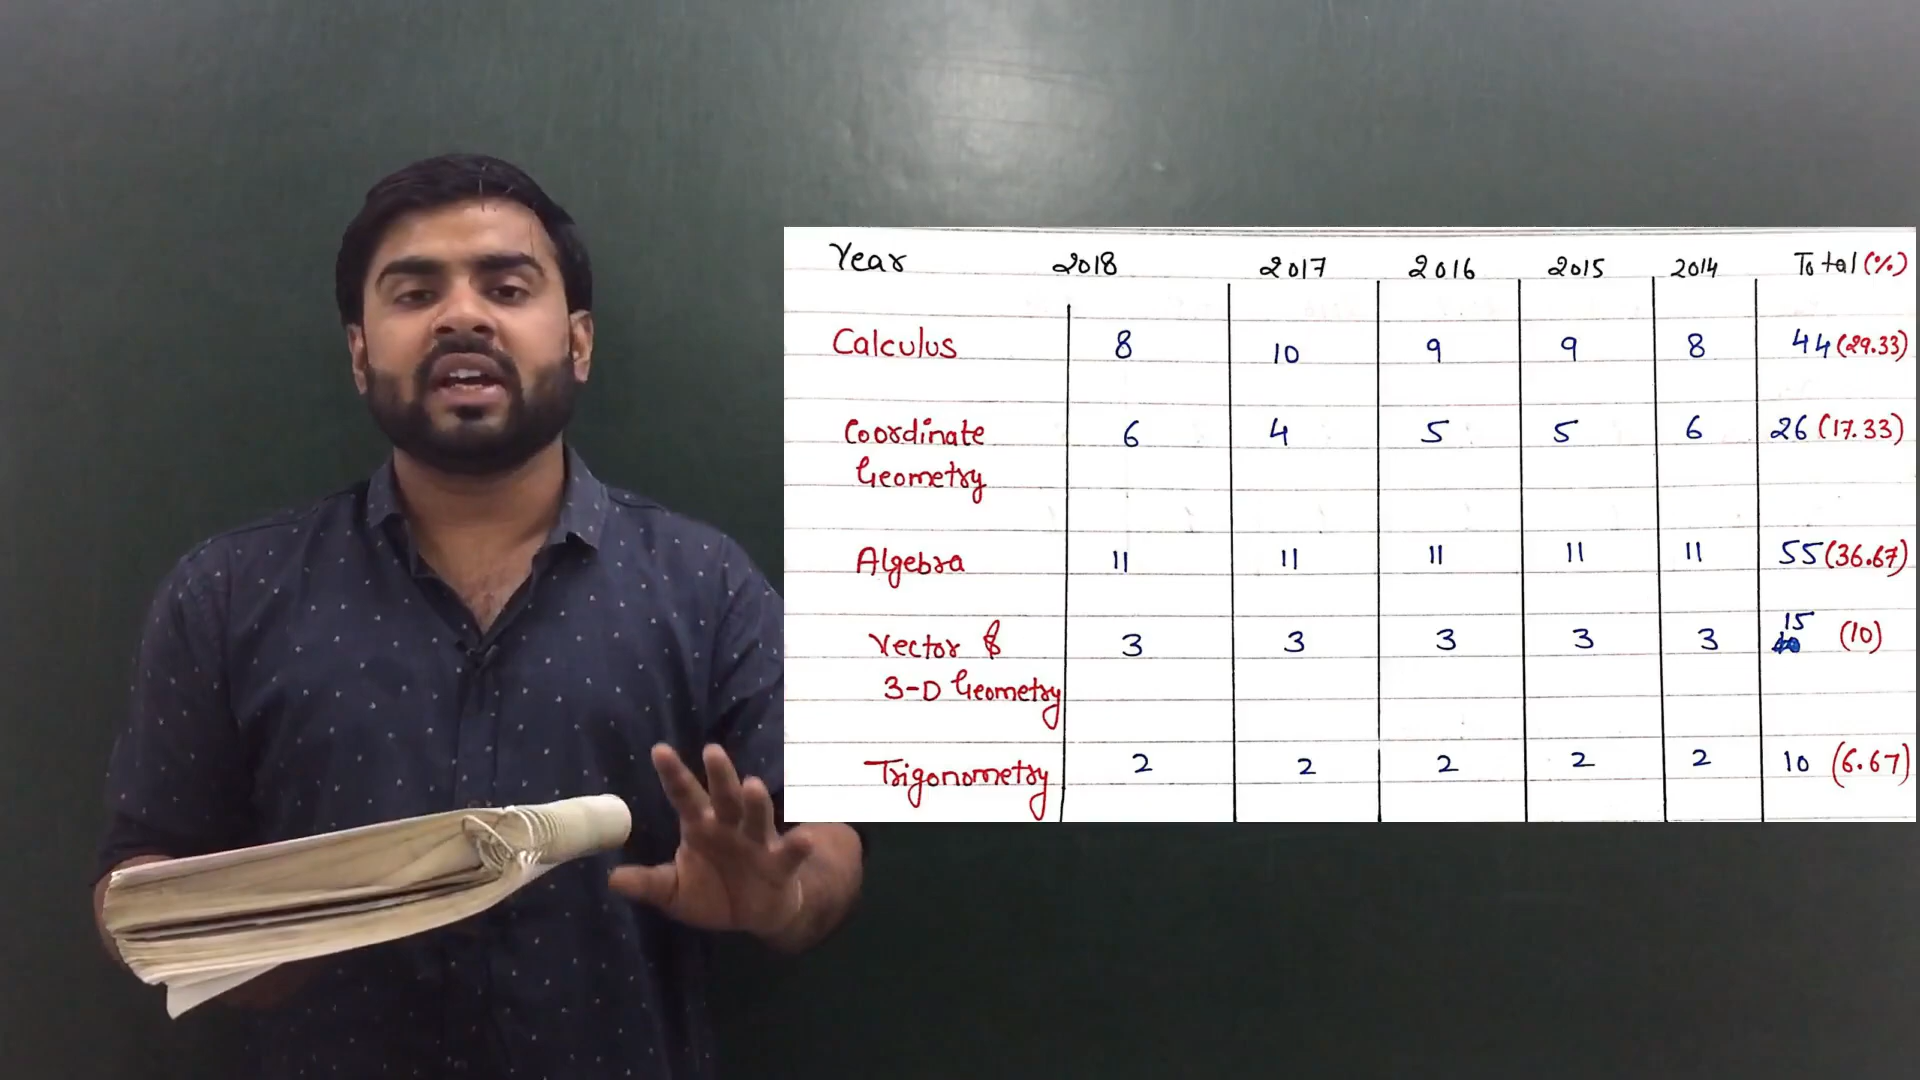 Year 2018 2017 2016 2015 2014 Total (%)
Calculus 8 10 9 9 8 44 (29.33)
Coordinate 6 4 5 5 6 26 (17.33)
Geometry
Algebra 11 11 11 11 11 55 (36.67)
15
Vector & 3 3 3 3 3 (10)
3-D Geometry
Trigonometry 2 2 2 2 2 10 (6.67)